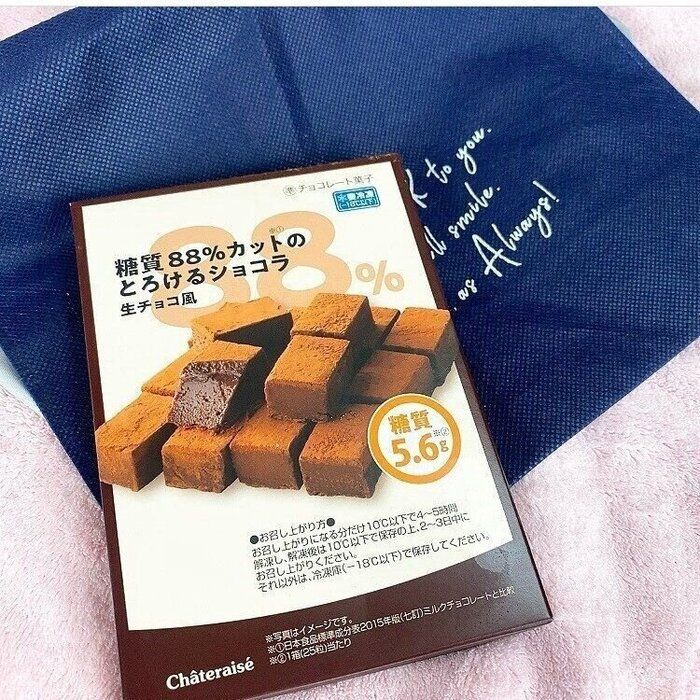 準チョコレート菓子
要冷凍
(-18℃以下)
88%
※①
糖質88%カットの
とろけるショコラ
生チョコ風
糖質
5.6g
※②
●お召し上がり方●
お召し上がりになる分だけ10℃以下で4~5時間
解凍し、解凍後は10℃以下で保存の上、2~3日中に
お召し上がりください。
それ以外は、冷凍庫(-18℃以下)で保存してください。
※写真はイメージです。
※①日本食品標準成分表2015年版(七訂)ミルクチョコレートと比較
※②1箱(25粒)当たり
Châteraisé
to you.
smile.
as Always!